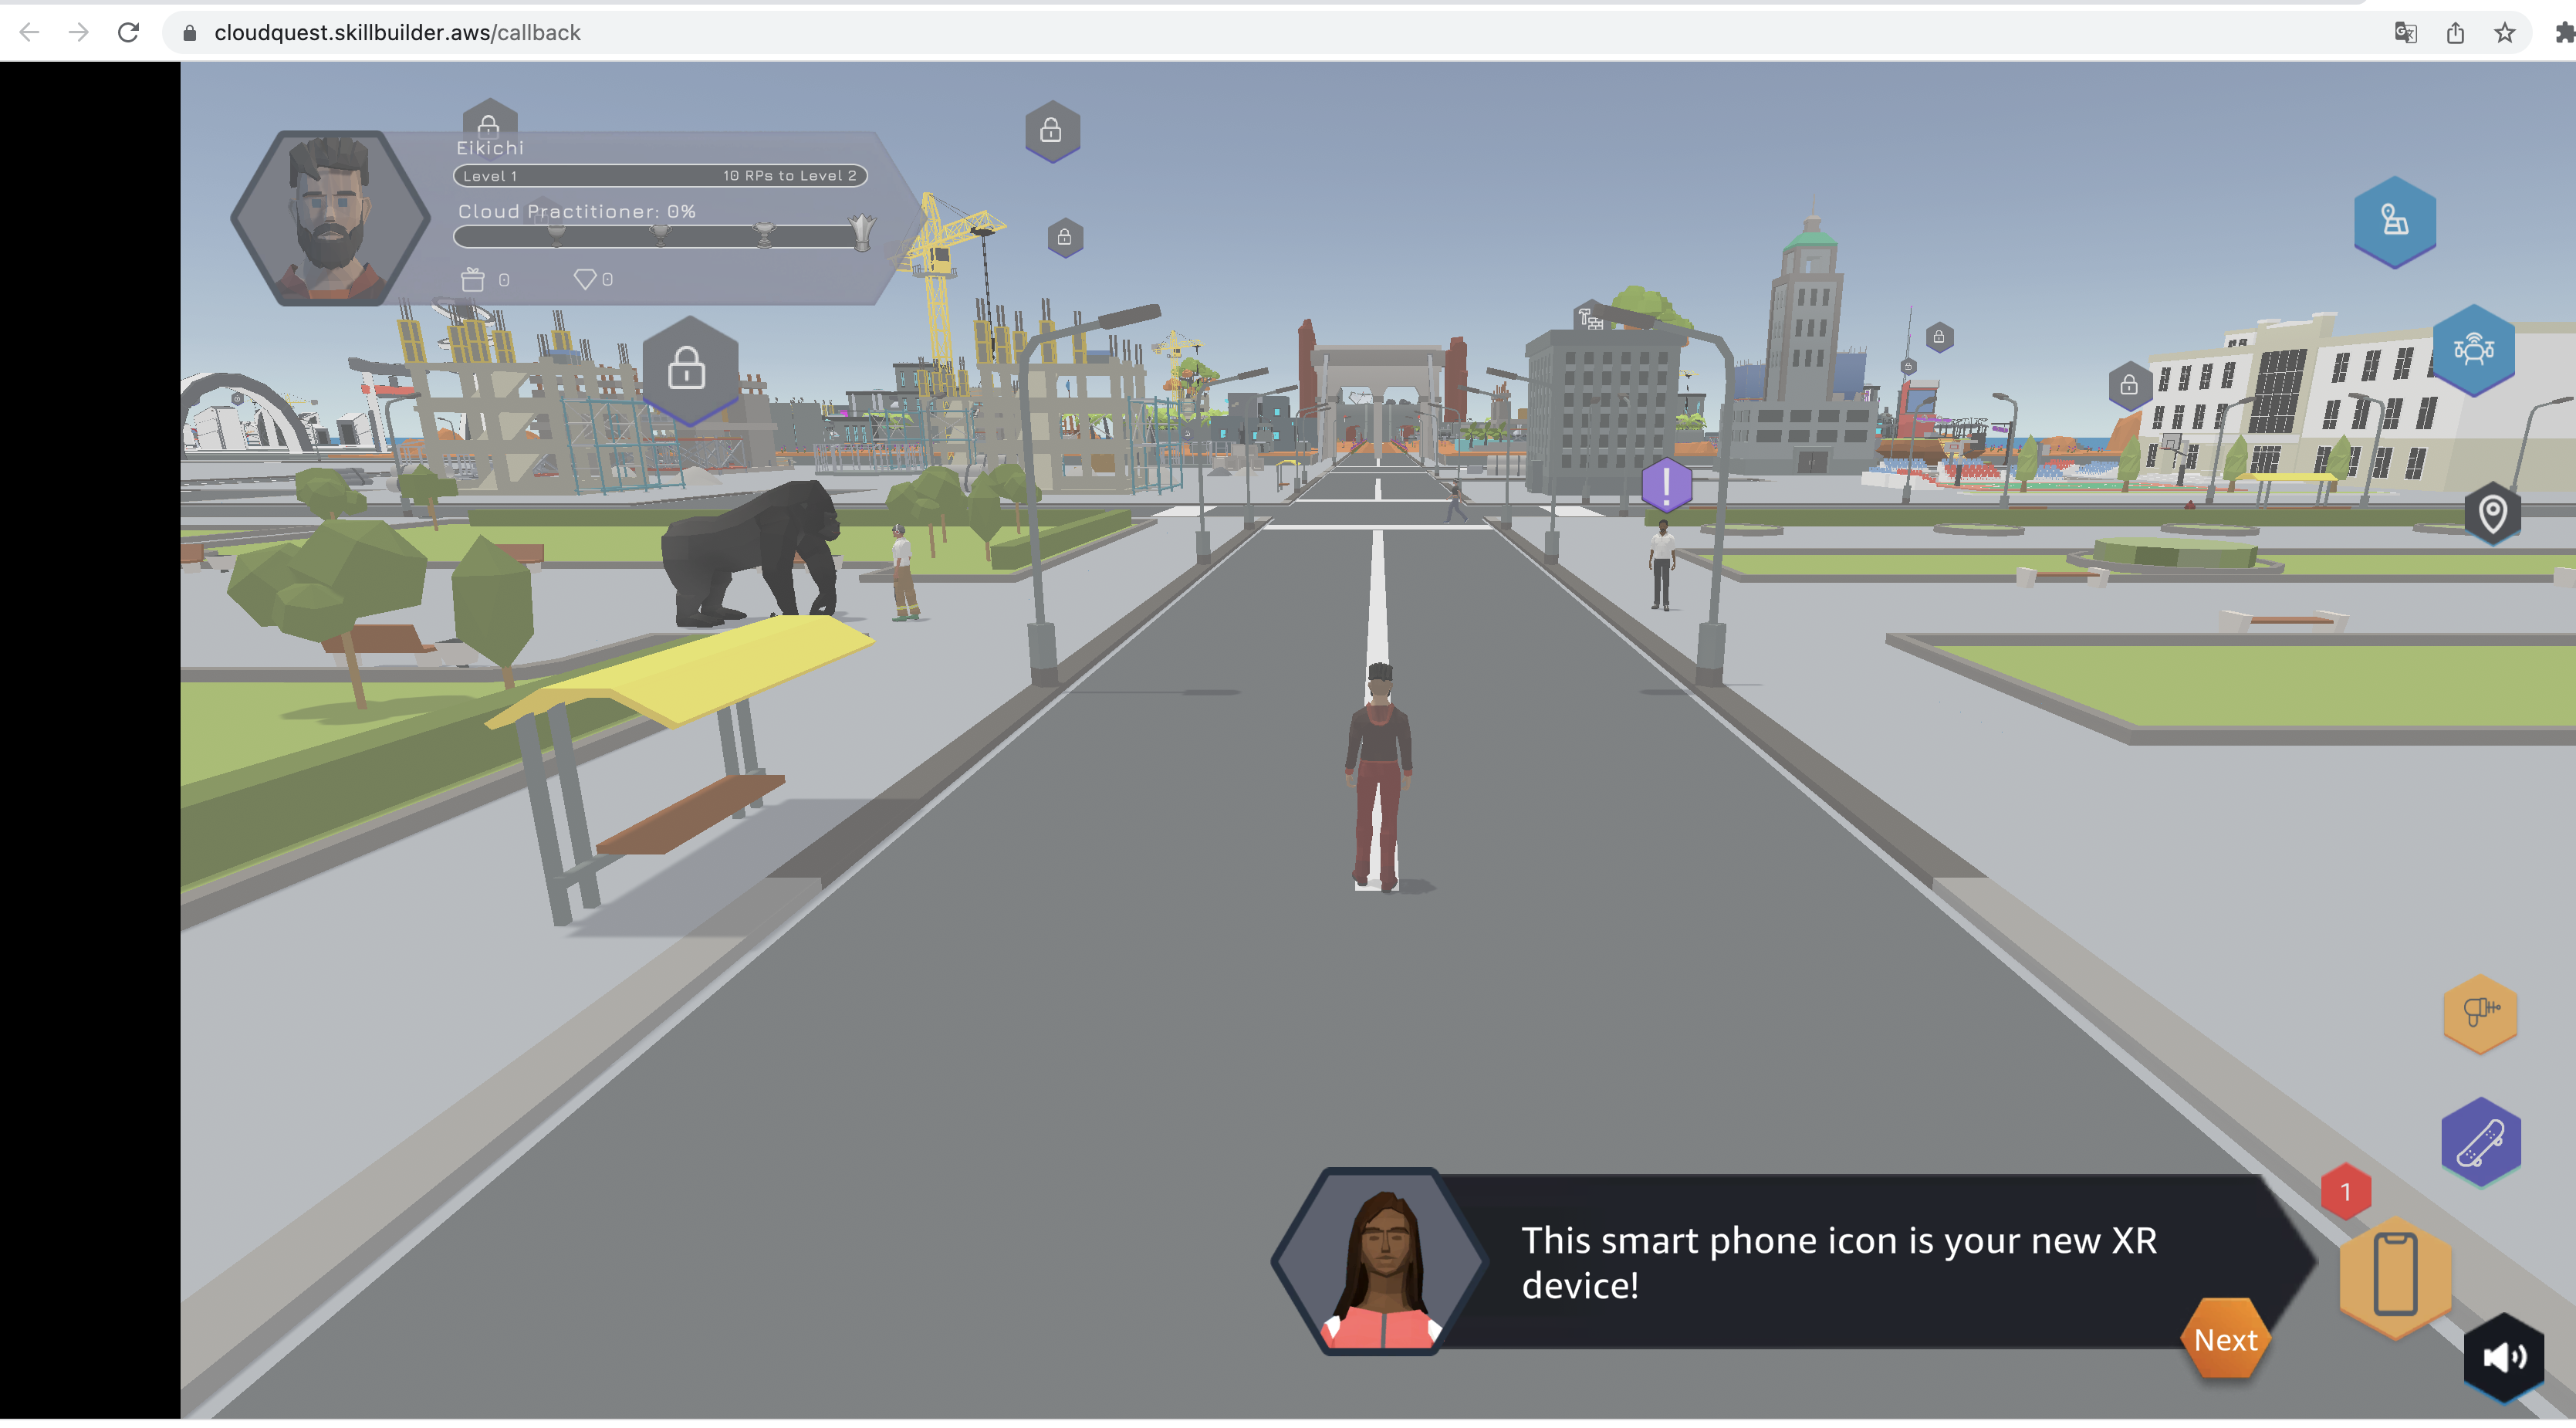 cloudquest.skillbuilder.aws/callback
Eikichi
Level 1 10 RPs to Level 2
Cloud Practitioner: 0%
0 0
!
1
This smart phone icon is your new XR
device!
Next